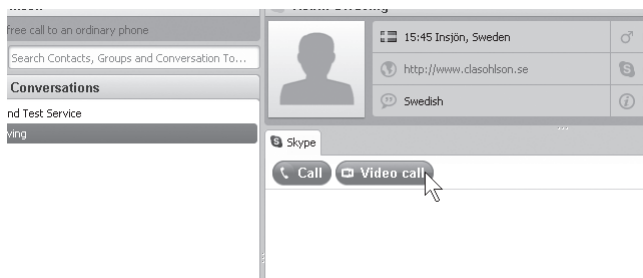 free call to an ordinary phone
Search Contacts, Groups and Conversation To...
Conversations
nd Test Service
ving
15:45 Insjön, Sweden
http://www.clasohlson.se
Swedish
Skype
Call
Video call